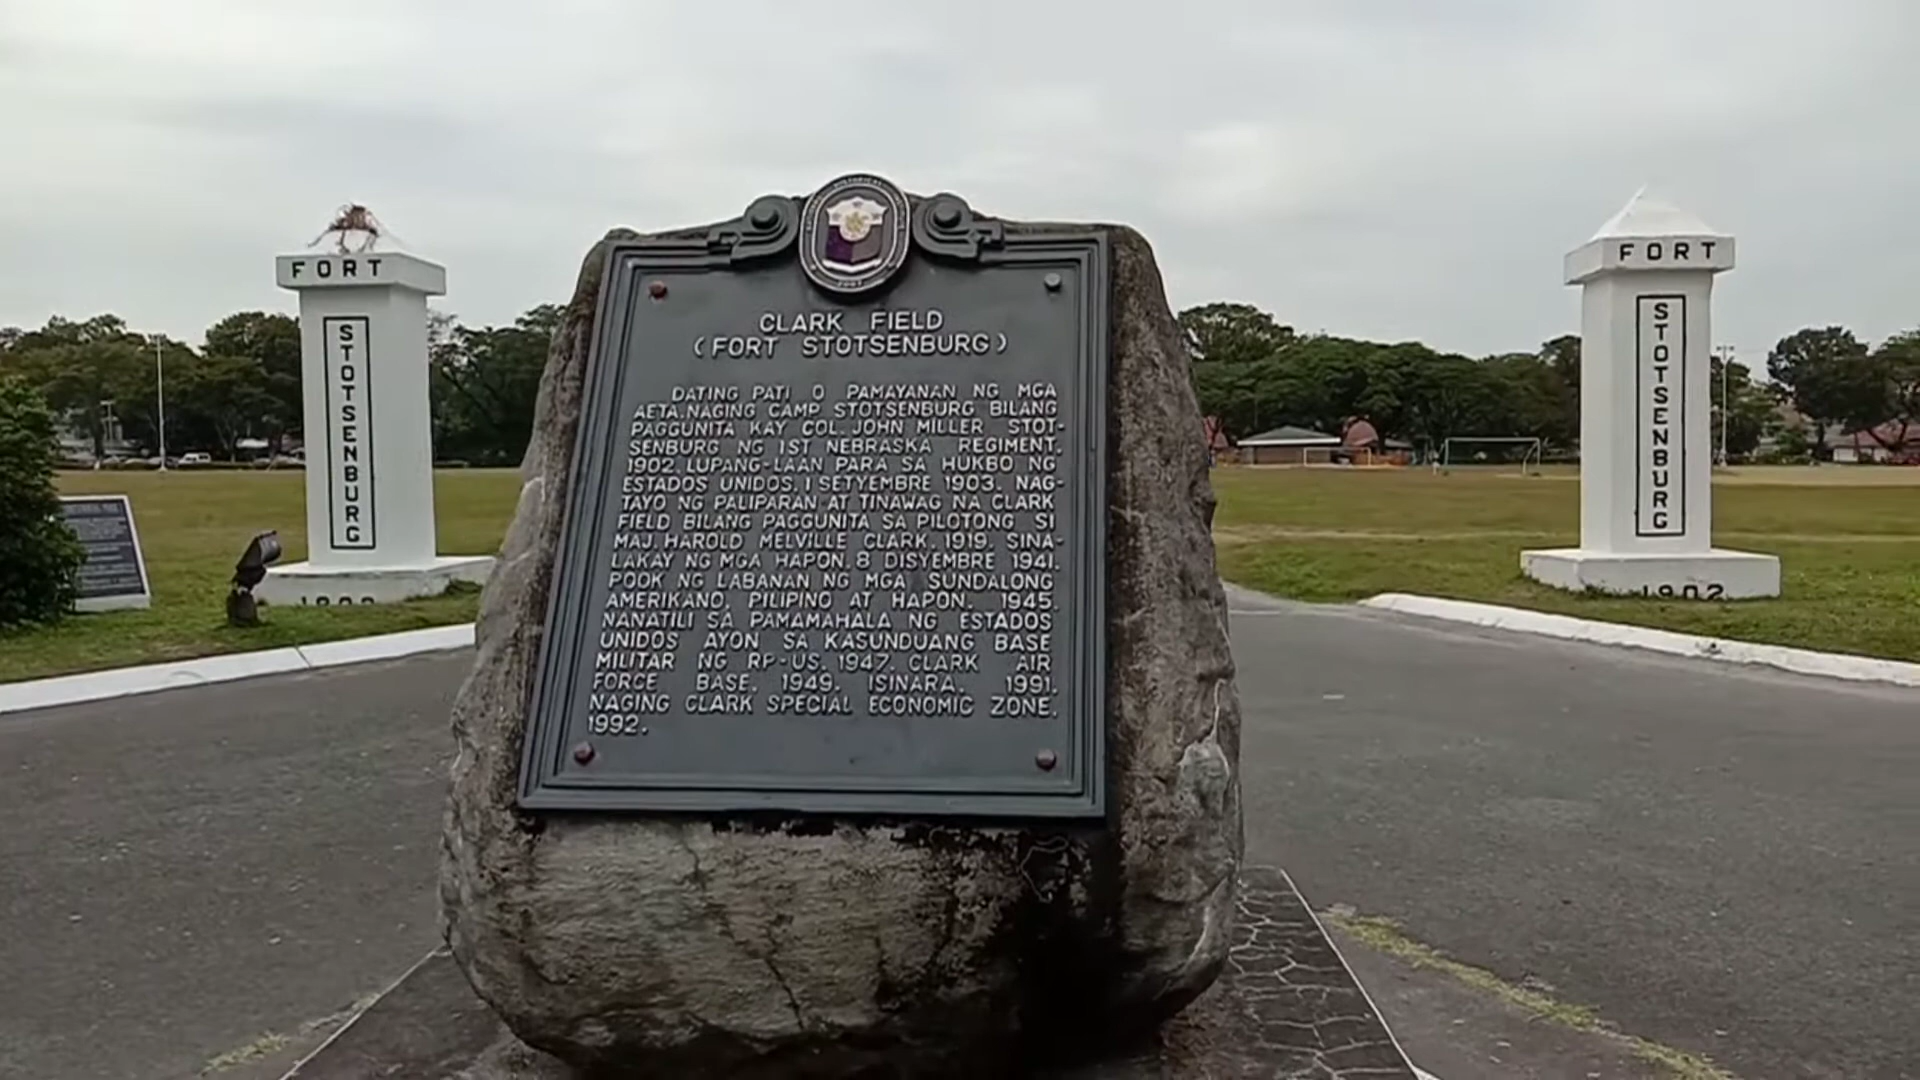 CLARK FIELD
(FORT STOTSENBURG)
DATING PATI O PAMAYANAN NG MGA
AETA. NAGING CAMP STOTSENBURG BILANG
PAGGUNITA KAY COL. JOHN MILLER STOT-
SENBURG NG 1ST NEBRASKA REGIMENT,
1902. LUPANG-LAAN PARA SA HUKBO NG
ESTADOS UNIDOS, 1 SETYEMBRE 1903. NAG-
TAYO NG PALIPARAN AT TINAWAG NA CLARK
FIELD BILANG PAGGUNITA SA PILOTONG SI
MAJ. HAROLD MELVILLE CLARK, 1919. SINA-
LAKAY NG MGA HAPON, 8 DISYEMBRE 1941.
POOK NG LABANAN NG MGA SUNDALONG
AMERIKANO, PILIPINO AT HAPON, 1945.
NANATILI SA PAMAMAHALA NG ESTADOS
UNIDOS AYON SA KASUNDUANG BASE
MILITAR NG RP-US, 1947. CLARK AIR
FORCE BASE, 1949. ISINARA, 1991.
NAGING CLARK SPECIAL ECONOMIC ZONE,
1992.
FORT
STOTSENBURG
1902
FORT
STOTSENBURG
1902